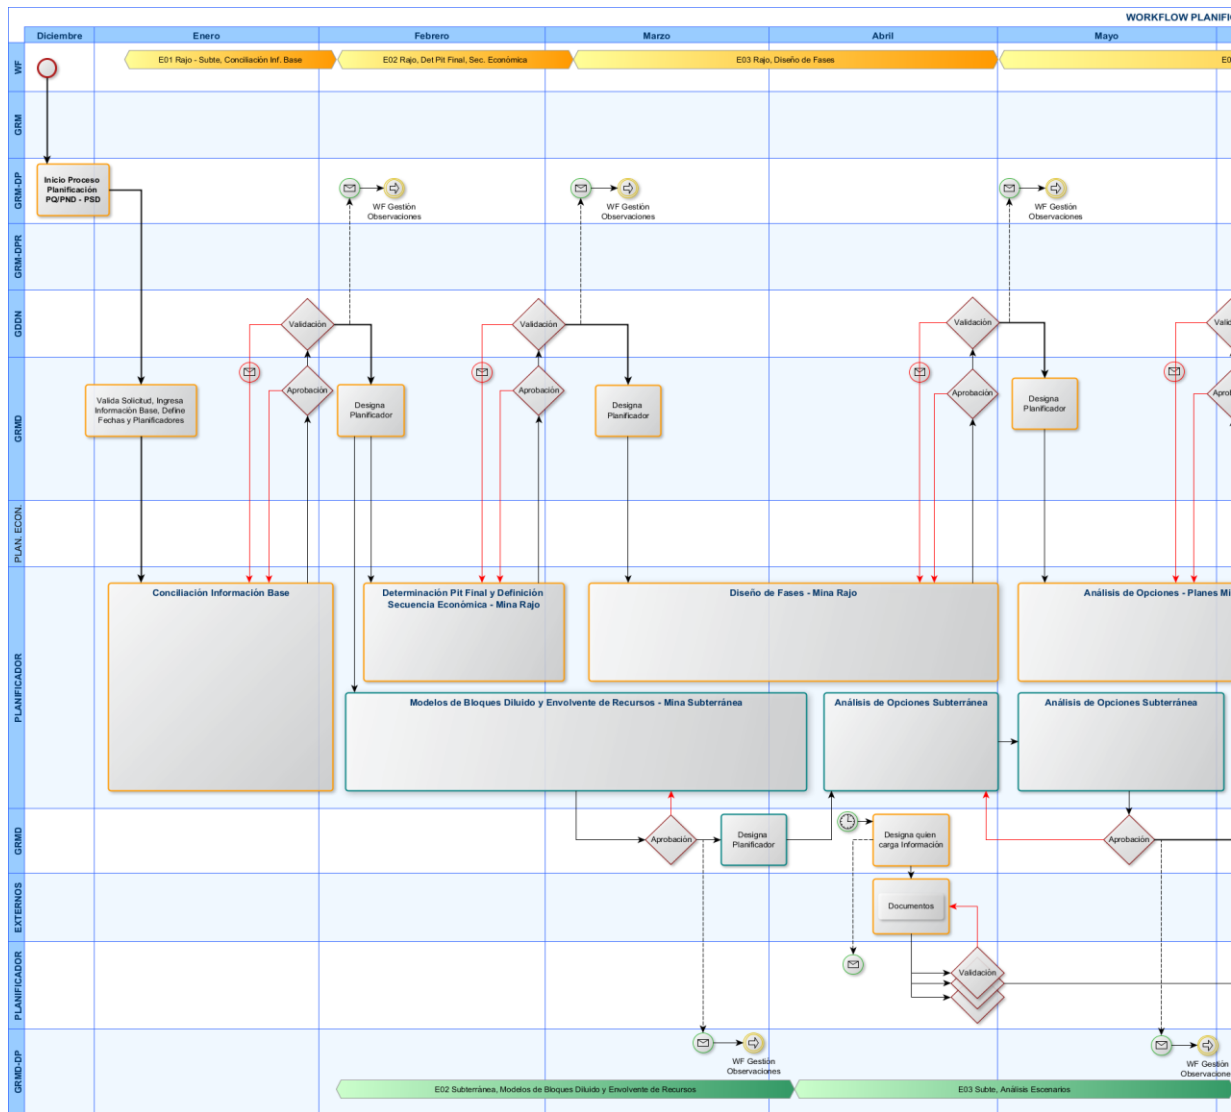 WORKFLOW PLANIFI
Diciembre
Enero
Febrero
Marzo
Abril
Mayo
WF
E01 Rajo - Subte, Conciliación Inf. Base
E02 Rajo, Det Pit Final, Sec. Económica
E03 Rajo, Diseño de Fases
E0
GRM
GRM-DP
Inicio Proceso
Planificación
PQ/PND - PSD
WF Gestión
Observaciones
WF Gestión
Observaciones
WF Gestión
Observaciones
GRM-DPR
GDDN
Validación
Validación
Validación
Valid
GRMD
Valida Solicitud, Ingresa
Información Base, Define
Fechas y Planificadores
Aprobación
Designa
Planificador
Aprobación
Designa
Planificador
Aprobación
Designa
Planificador
Aprob
PLAN. ECON.
PLANIFICADOR
Conciliación Información Base
Determinación Pit Final y Definición
Secuencia Económica - Mina Rajo
Diseño de Fases - Mina Rajo
Análisis de Opciones - Planes Mi
Modelos de Bloques Diluido y Envolvente de Recursos - Mina Subterránea
Análisis de Opciones Subterránea
Análisis de Opciones Subterránea
GRMD
Aprobación
Designa
Planificador
Designa quien
carga Información
Aprobación
EXTERNOS
Documentos
PLANIFICADOR
Validación
GRMD-DP
WF Gestión
Observaciones
WF Gestión
Observacione
E02 Subterránea, Modelos de Bloques Diluido y Envolvente de Recursos
E03 Subte, Análisis Escenarios